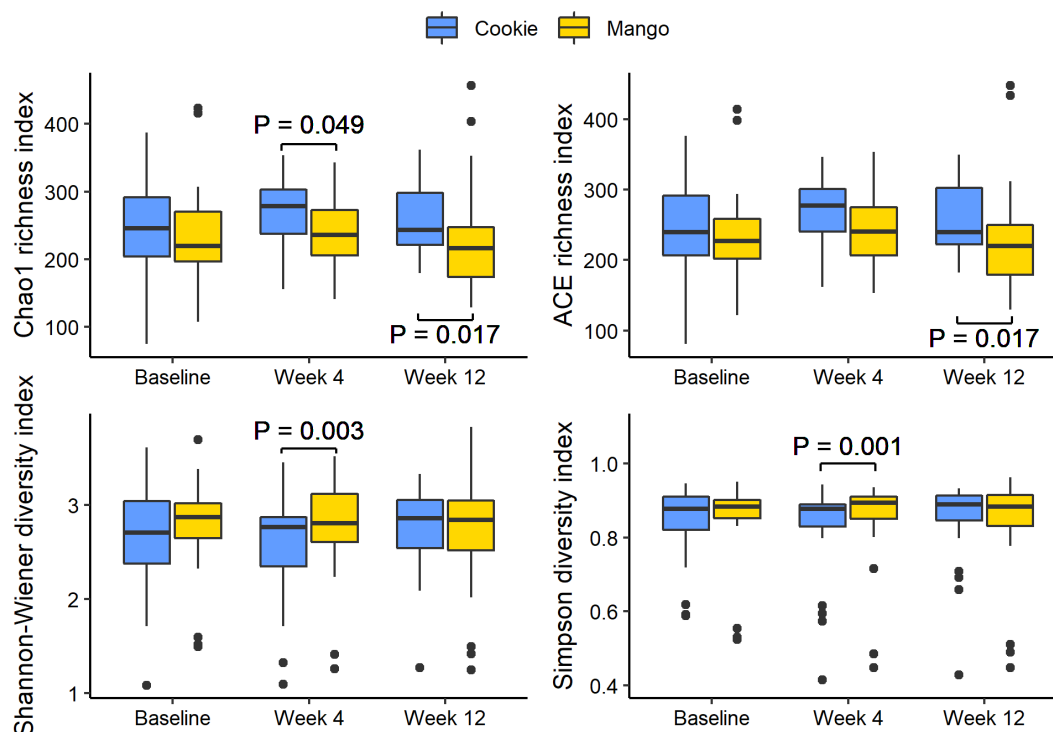 Cookie Mango
Chao1 richness index
400
300
200
100
P = 0.049
P = 0.017
Baseline Week 4 Week 12
ACE richness index
400
300
200
100
P = 0.017
Baseline Week 4 Week 12
Shannon-Wiener diversity index
3
2
1
P = 0.003
Baseline Week 4 Week 12
Simpson diversity index
1.0
0.8
0.6
0.4
P = 0.001
Baseline Week 4 Week 12